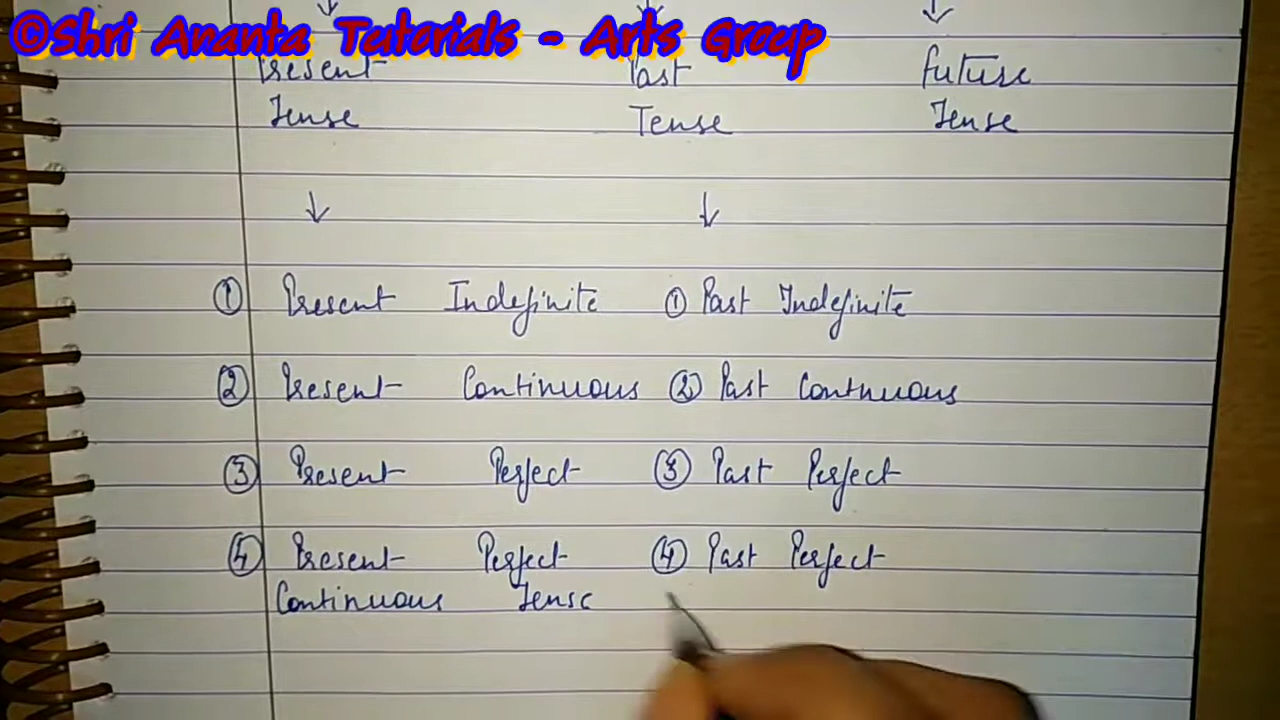 ©Shri Ananta Tutorials - Arts Group
Present Past Future
Tense Tense Tense
① Present Indefinite ① Past Indefinite
② Present Continuous ② Past Contnuous
③ Present Perfect ③ Past Perfect
④ Present Perfect ④ Past Perfect
Continuous Tense